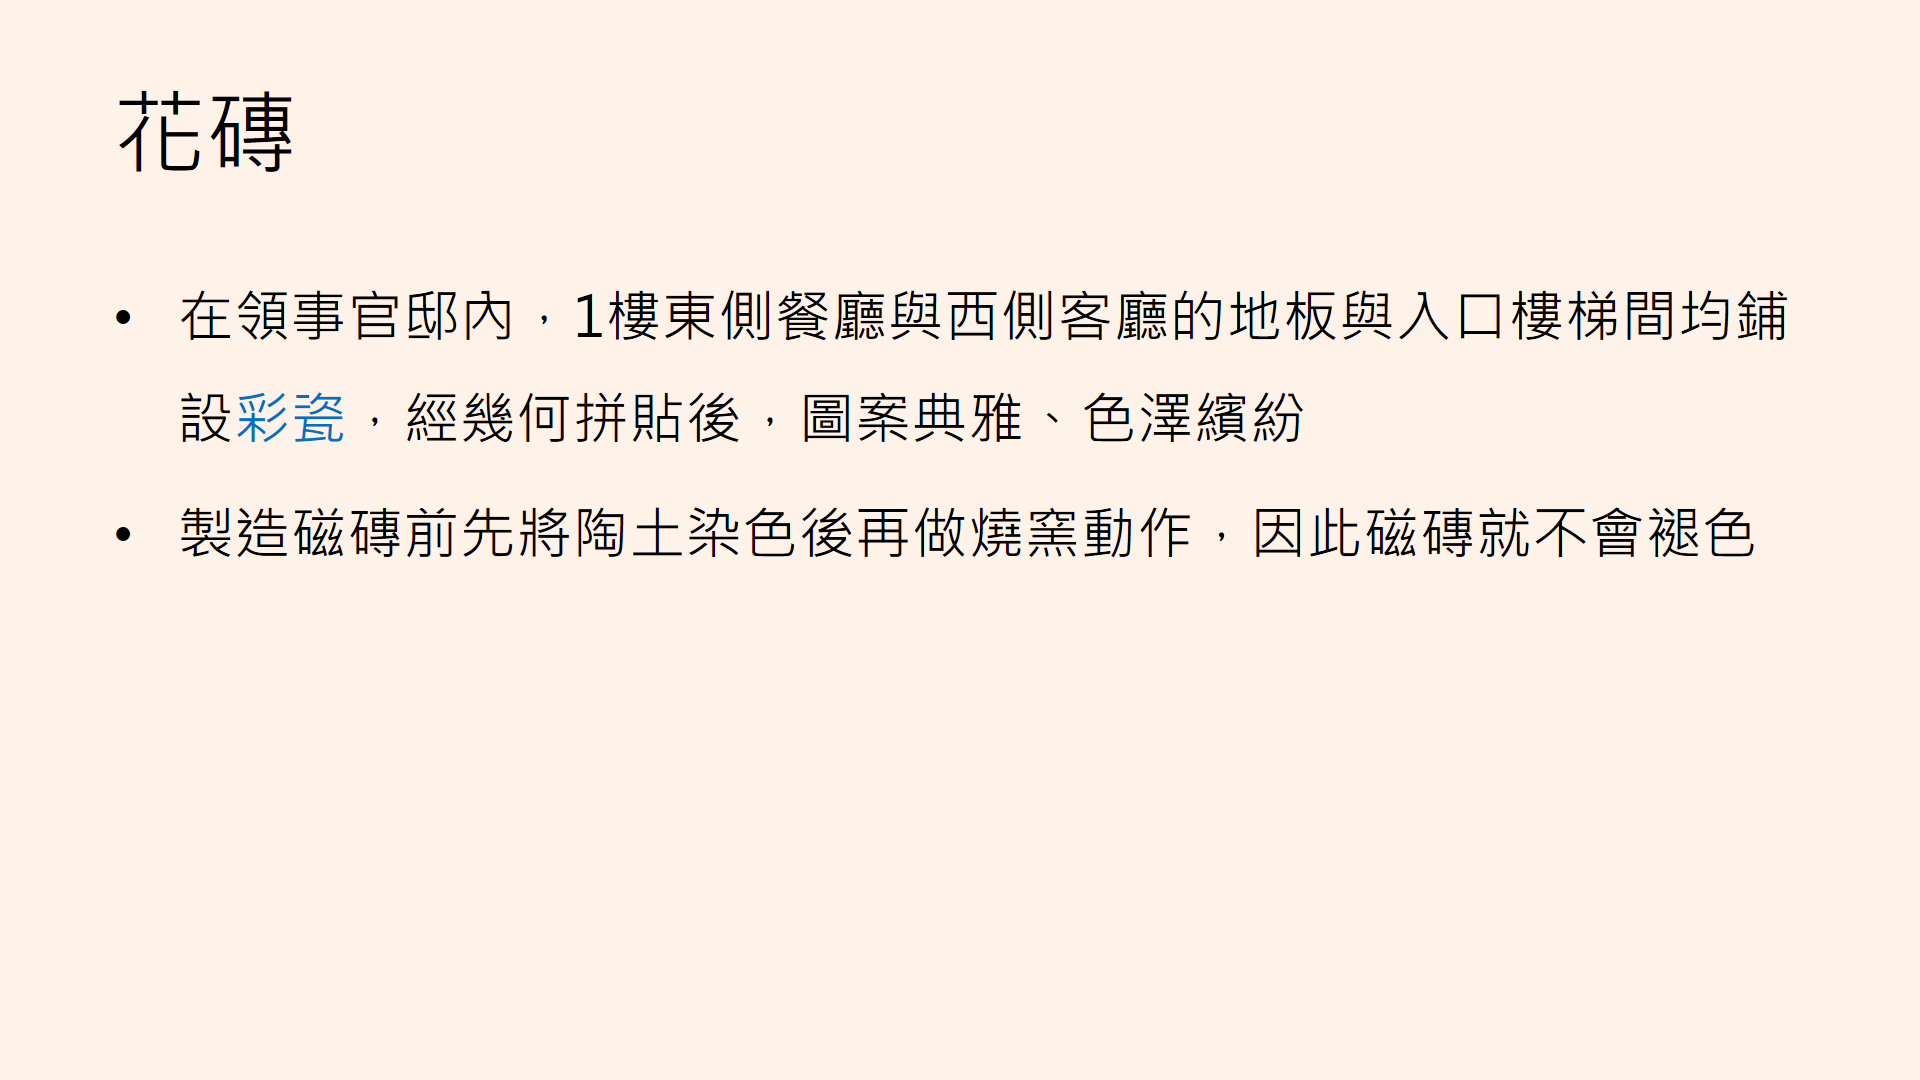 花磚
• 在領事官邸內，1樓東側餐廳與西側客廳的地板與入口樓梯間均鋪
設彩瓷，經幾何拼貼後，圖案典雅、色澤繽紛
• 製造磁磚前先將陶土染色後再做燒窯動作，因此磁磚就不會褪色